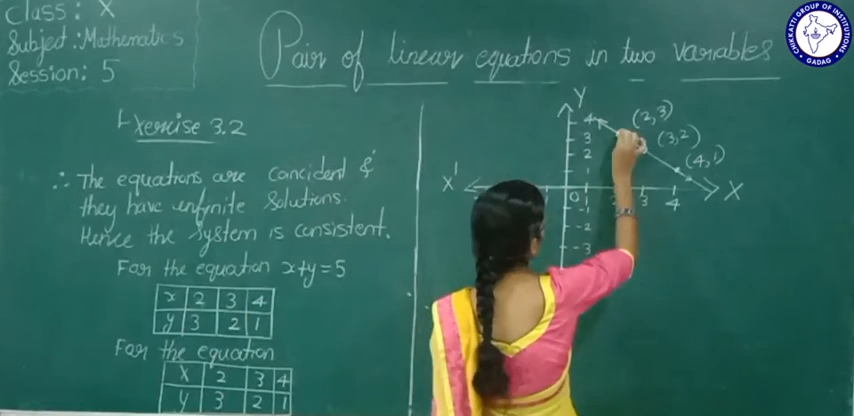 Class: X
Subject: Mathematics
Session: 5
Pair of linear equations in two variables
CHIKKATTI GROUP OF INSTITUTIONS
GADAG
Exercise 3.2
∴ The equations are concident &
they have infinite solutions.
Hence the system is consistent.
For the equation x+y=5
x 2 3 4
y 3 2 1
For the equation
x 2 3 4
y 3 2 1
Y
4
3
2
1
(2,3)
(3,2)
(4,1)
X' 0 1 2 3 4 X
-1
-2
-3